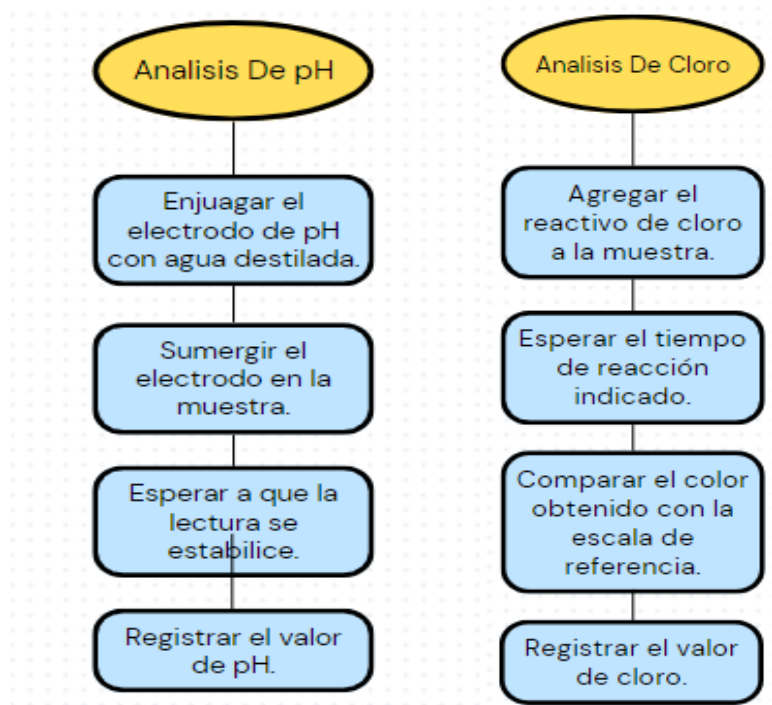 Analisis De pH
Enjuagar el
electrodo de pH
con agua destilada.
Sumergir el
electrodo en la
muestra.
Esperar a que la
lectura se
estabilice.
Registrar el valor
de pH.
Analisis De Cloro
Agregar el
reactivo de cloro
a la muestra.
Esperar el tiempo
de reacción
indicado.
Comparar el color
obtenido con la
escala de
referencia.
Registrar el valor
de cloro.